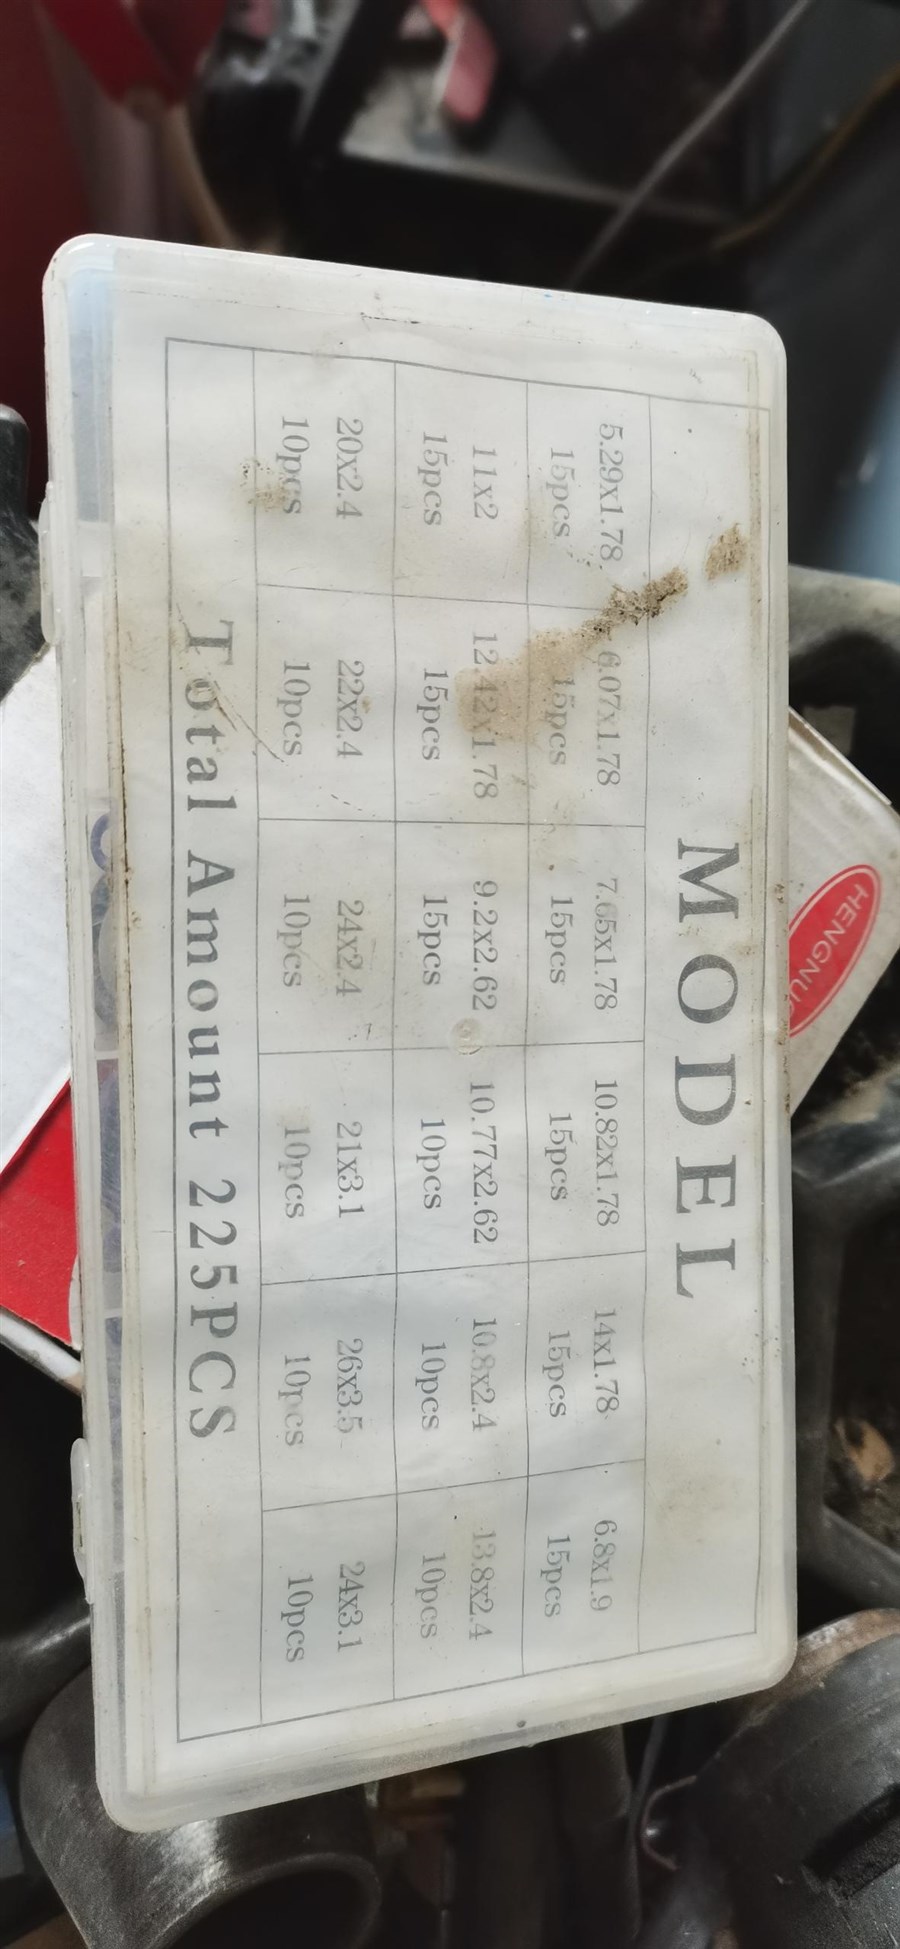 MODEL
5.29x1.78 6.07x1.78 7.65x1.78 10.82x1.78 14x1.78 6.8x1.9
15pcs 15pcs 15pcs 15pcs 15pcs 15pcs
11x2 12.42x1.78 9.2x2.62 10.77x2.62 10.8x2.4 13.8x2.4
15pcs 15pcs 15pcs 10pcs 10pcs 10pcs
20x2.4 22x2.4 24x2.4 21x3.1 26x3.5 24x3.1
10pcs 10pcs 10pcs 10pcs 10pcs 10pcs
Total Amount 225PCS